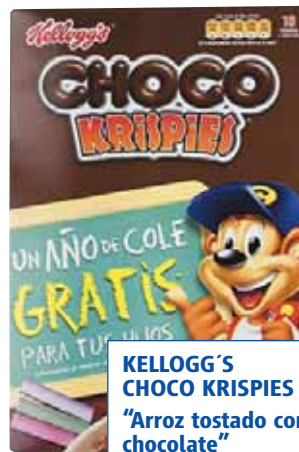 Kellogg's
CHOCO
KRISPIES
UN AÑO DE COLE
GRATIS
PARA TUS HIJOS
KELLOGG´S
CHOCO KRISPIES
“Arroz tostado con
chocolate”